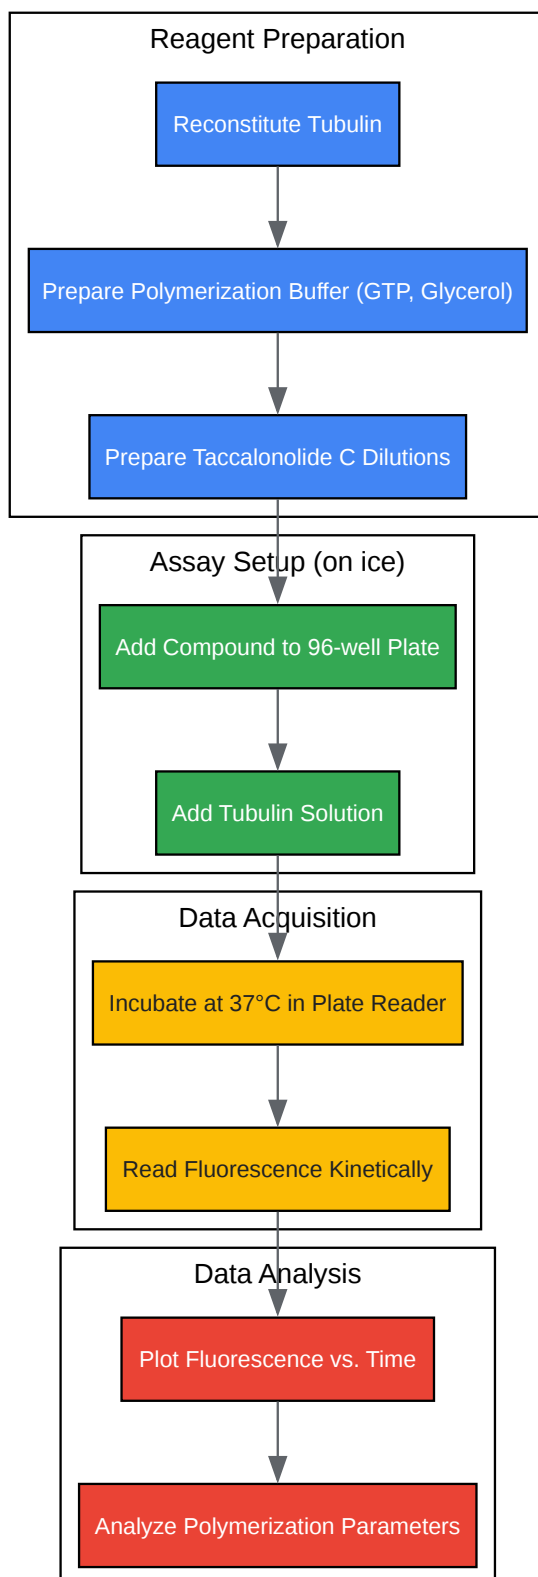 Reagent Preparation
Reconstitute Tubulin
Prepare Polymerization Buffer (GTP, Glycerol)
Prepare Taccalonolide C Dilutions
Assay Setup (on ice)
Add Compound to 96-well Plate
Add Tubulin Solution
Data Acquisition
Incubate at 37°C in Plate Reader
Read Fluorescence Kinetically
Data Analysis
Plot Fluorescence vs. Time
Analyze Polymerization Parameters